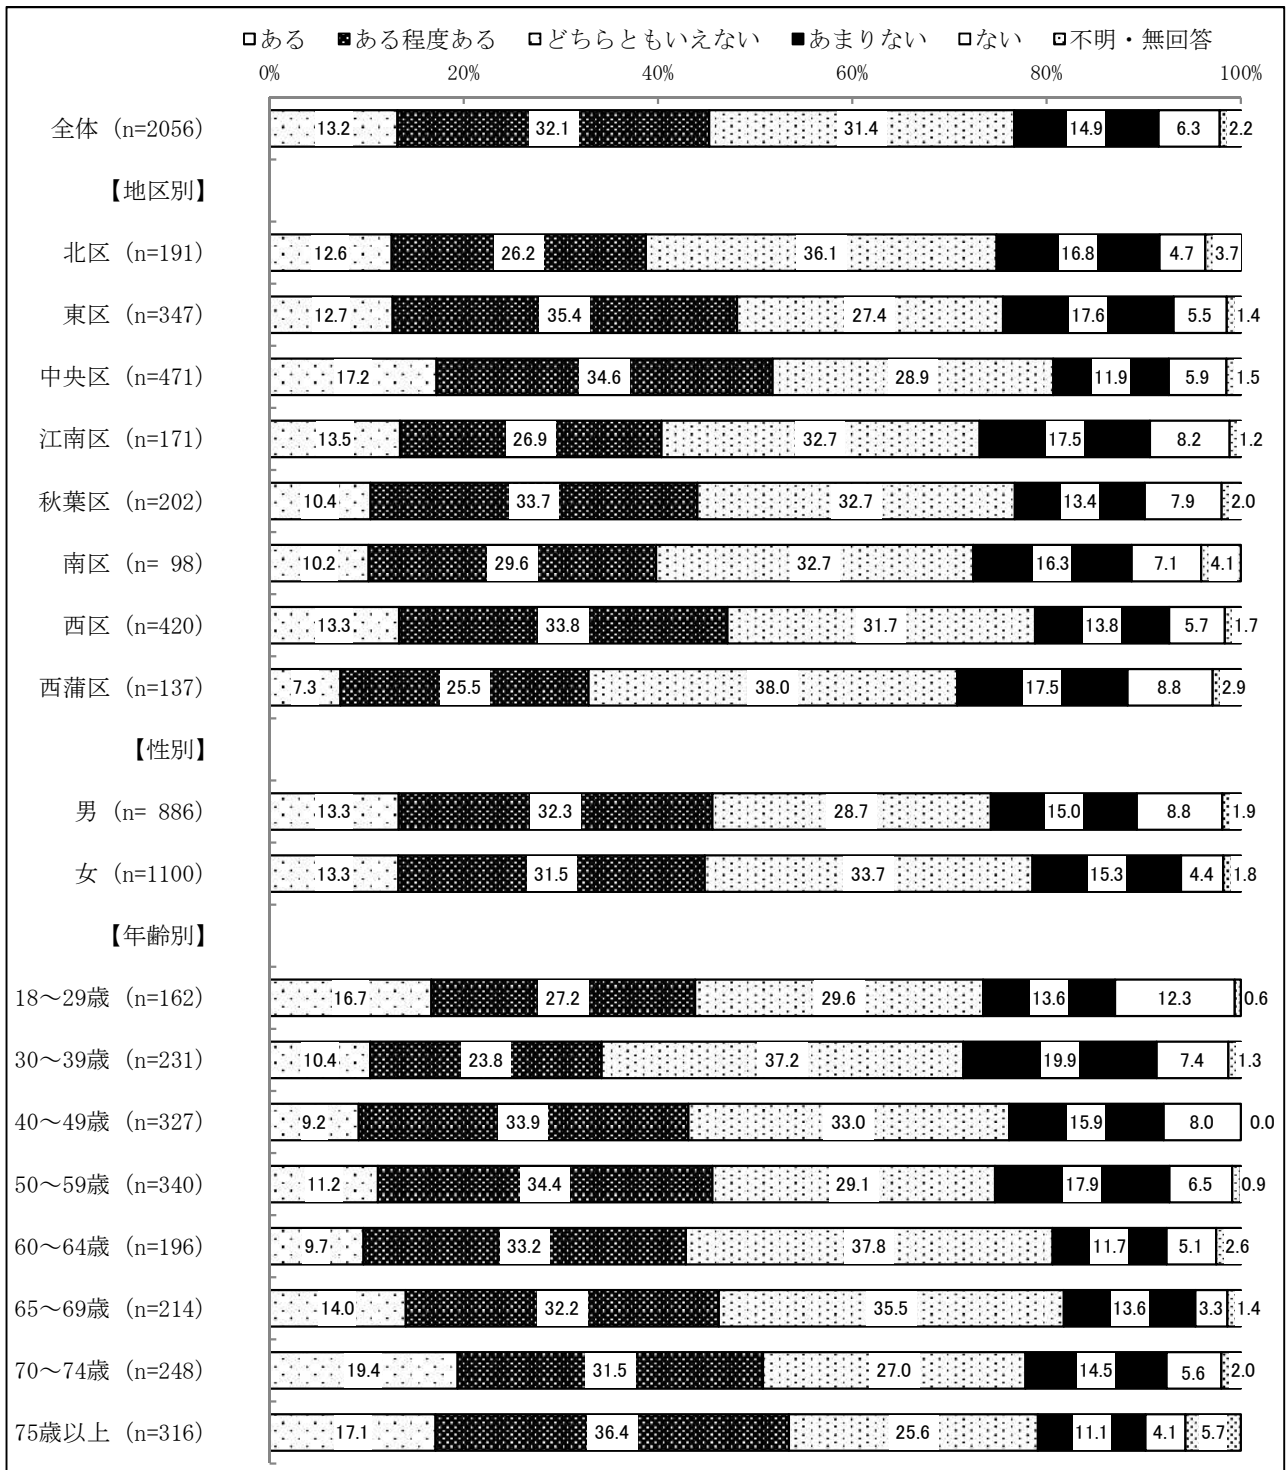 ある ある程度ある どちらともいえない あまりない ない 不明・無回答
0% 20% 40% 60% 80% 100%
全体 (n=2056) 13.2 32.1 31.4 14.9 6.3 2.2
【地区別】
北区 (n=191) 12.6 26.2 36.1 16.8 4.7 3.7
東区 (n=347) 12.7 35.4 27.4 17.6 5.5 1.4
中央区 (n=471) 17.2 34.6 28.9 11.9 5.9 1.5
江南区 (n=171) 13.5 26.9 32.7 17.5 8.2 1.2
秋葉区 (n=202) 10.4 33.7 32.7 13.4 7.9 2.0
南区 (n= 98) 10.2 29.6 32.7 16.3 7.1 4.1
西区 (n=420) 13.3 33.8 31.7 13.8 5.7 1.7
西蒲区 (n=137) 7.3 25.5 38.0 17.5 8.8 2.9
【性別】
男 (n= 886) 13.3 32.3 28.7 15.0 8.8 1.9
女 (n=1100) 13.3 31.5 33.7 15.3 4.4 1.8
【年齢別】
18～29歳 (n=162) 16.7 27.2 29.6 13.6 12.3 0.6
30～39歳 (n=231) 10.4 23.8 37.2 19.9 7.4 1.3
40～49歳 (n=327) 9.2 33.9 33.0 15.9 8.0 0.0
50～59歳 (n=340) 11.2 34.4 29.1 17.9 6.5 0.9
60～64歳 (n=196) 9.7 33.2 37.8 11.7 5.1 2.6
65～69歳 (n=214) 14.0 32.2 35.5 13.6 3.3 1.4
70～74歳 (n=248) 19.4 31.5 27.0 14.5 5.6 2.0
75歳以上 (n=316) 17.1 36.4 25.6 11.1 4.1 5.7